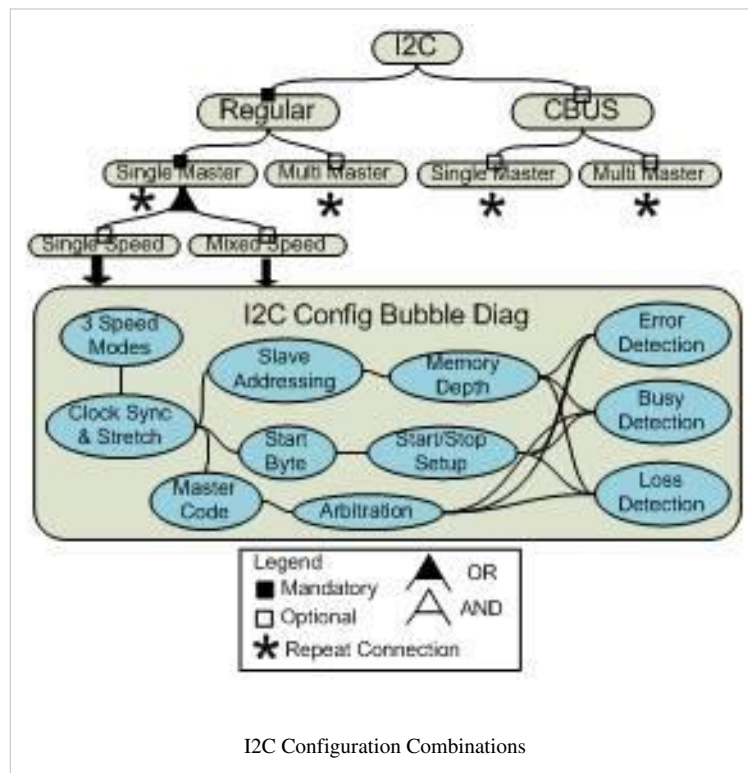 I2C
Regular
CBUS
Single Master
Multi Master
Single Master
Multi Master
Single Speed
Mixed Speed
I2C Config Bubble Diag
3 Speed
Modes
Clock Sync
& Stretch
Slave
Addressing
Memory
Depth
Start
Byte
Start/Stop
Setup
Master
Code
Arbitration
Error
Detection
Busy
Detection
Loss
Detection
Legend
Mandatory
Optional
Repeat Connection
OR
AND
I2C Configuration Combinations